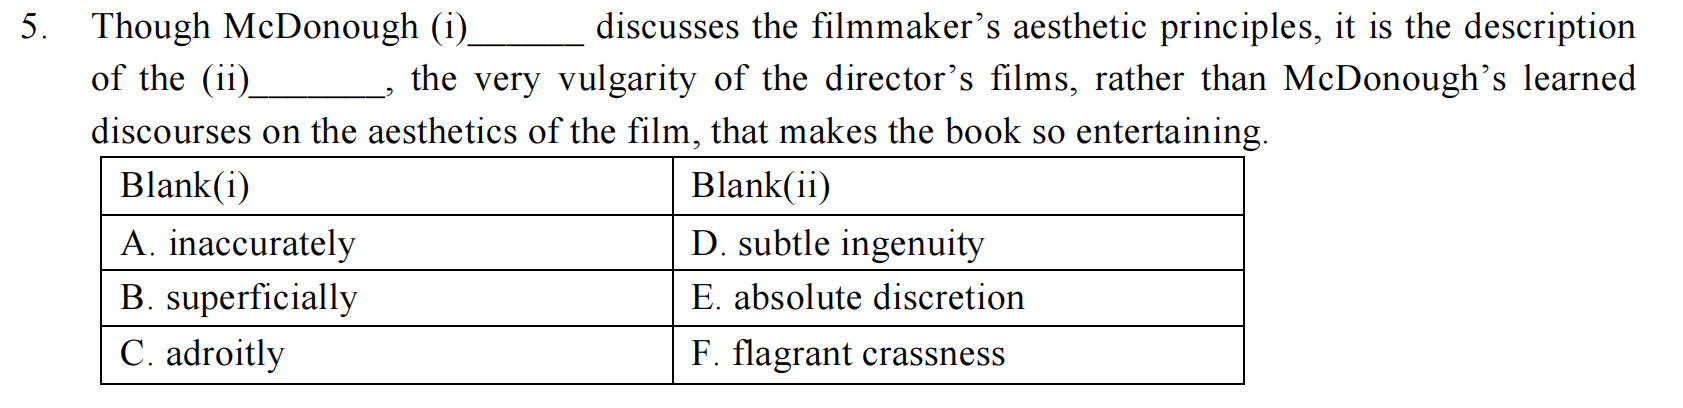 5. Though McDonough (i)______ discusses the filmmaker’s aesthetic principles, it is the description
of the (ii)_______, the very vulgarity of the director’s films, rather than McDonough’s learned
discourses on the aesthetics of the film, that makes the book so entertaining.
Blank(i) Blank(ii)
A. inaccurately D. subtle ingenuity
B. superficially E. absolute discretion
C. adroitly F. flagrant crassness